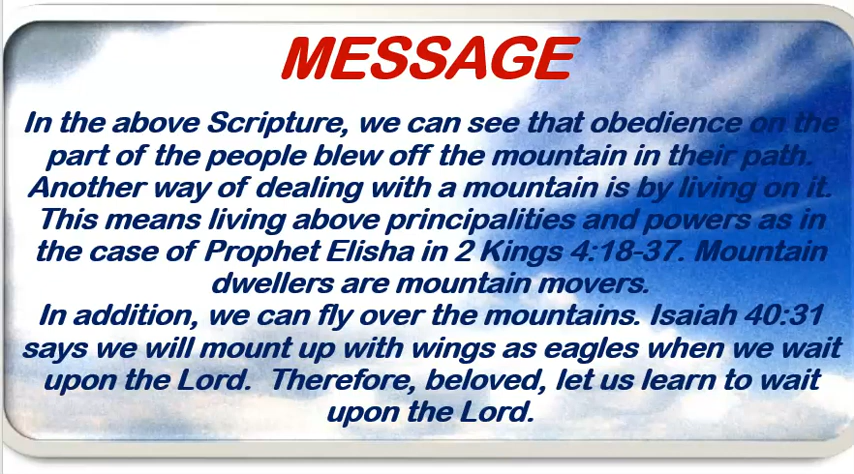 MESSAGE
In the above Scripture, we can see that obedience on the
part of the people blew off the mountain in their path.
Another way of dealing with a mountain is by living on it.
This means living above principalities and powers as in
the case of Prophet Elisha in 2 Kings 4:18-37. Mountain
dwellers are mountain movers.
In addition, we can fly over the mountains. Isaiah 40:31
says we will mount up with wings as eagles when we wait
upon the Lord.  Therefore, beloved, let us learn to wait
upon the Lord.